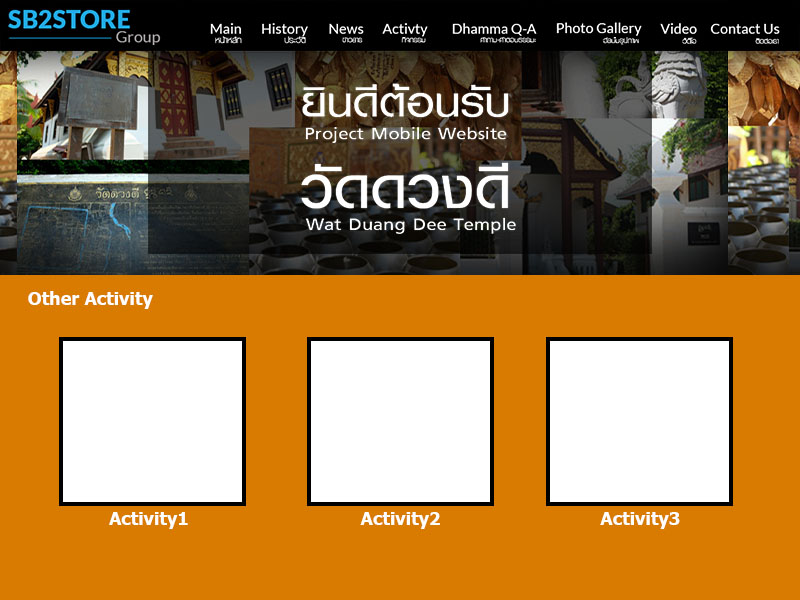 SB2STORE
Group
Main History News Activty Dhamma Q-A Photo Gallery Video Contact Us
หน้าหลัก ประวัติ ข่าวสาร กิจกรรม ถาม-ตอบธรรมะ อัลบั้มรูปภาพ วิดีโอ ติดต่อเรา
ยินดีต้อนรับ
Project Mobile Website
วัดดวงดี
Wat Duang Dee Temple
วัดดวงดี
Other Activity
Activity1 Activity2 Activity3